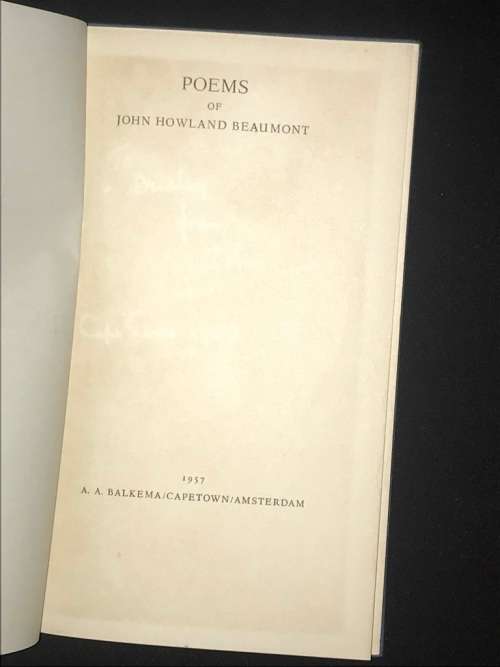 POEMS
OF
JOHN HOWLAND BEAUMONT
1957
A. A. BALKEMA/CAPETOWN/AMSTERDAM